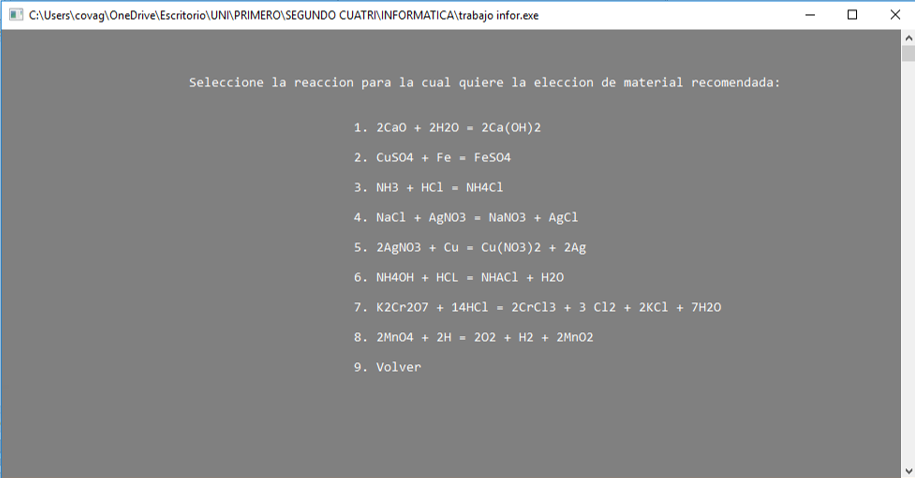 C:\Users\covag\OneDrive\Escritorio\UNI\PRIMERO\SEGUNDO CUATRI\INFORMATICA\trabajo infor.exe
Seleccione la reaccion para la cual quiere la eleccion de material recomendada:
1. 2CaO + 2H2O = 2Ca(OH)2
2. CuSO4 + Fe = FeSO4
3. NH3 + HCl = NH4Cl
4. NaCl + AgNO3 = NaNO3 + AgCl
5. 2AgNO3 + Cu = Cu(NO3)2 + 2Ag
6. NH4OH + HCL = NHACl + H2O
7. K2Cr2O7 + 14HCl = 2CrCl3 + 3 Cl2 + 2KCl + 7H2O
8. 2MnO4 + 2H = 2O2 + H2 + 2MnO2
9. Volver